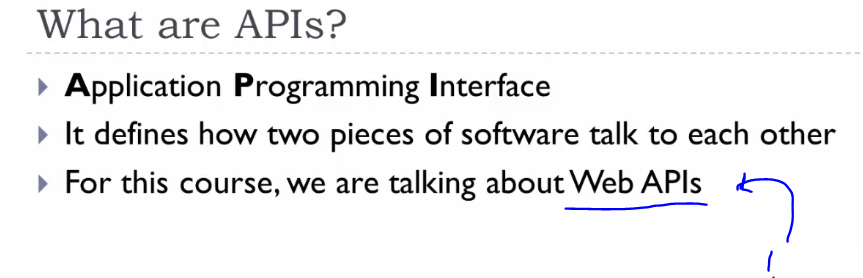 What are APIs?
Application Programming Interface
It defines how two pieces of software talk to each other
For this course, we are talking about Web APIs